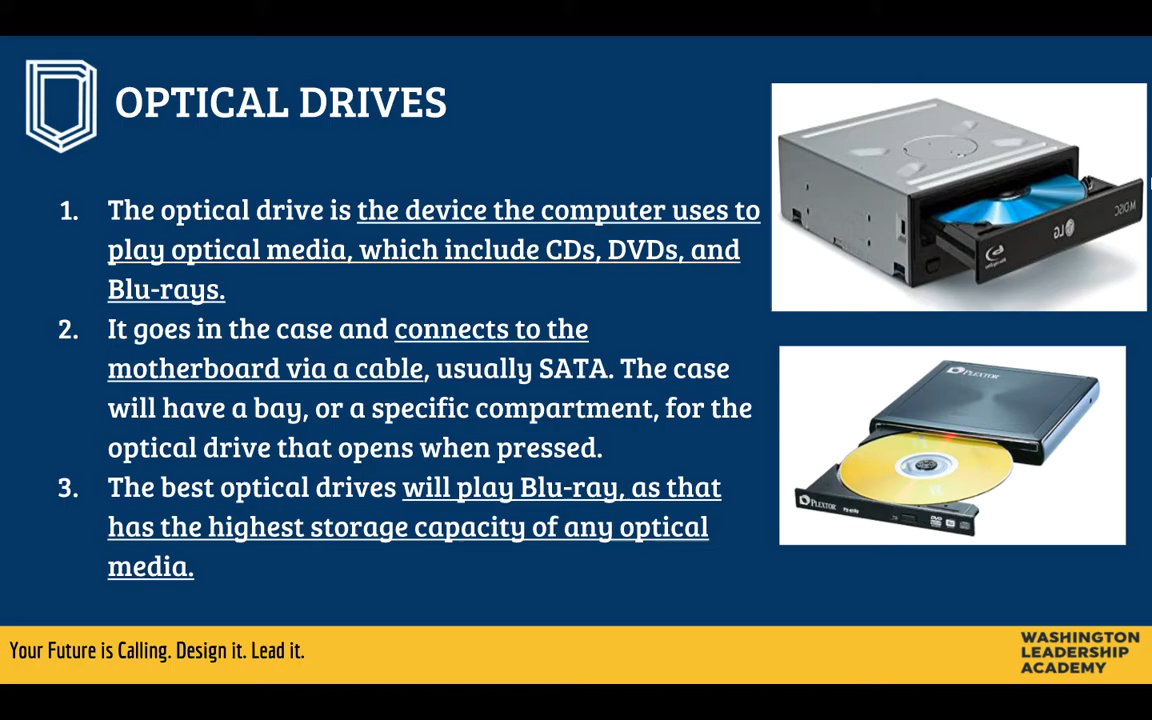 OPTICAL DRIVES
1. The optical drive is the device the computer uses to
play optical media, which include CDs, DVDs, and
Blu-rays.
2. It goes in the case and connects to the
motherboard via a cable, usually SATA. The case
will have a bay, or a specific compartment, for the
optical drive that opens when pressed.
3. The best optical drives will play Blu-ray, as that
has the highest storage capacity of any optical
media.
M-DISC
LG
PLEXTOR
PLEXTOR
Your Future is Calling. Design it. Lead it.
WASHINGTON
LEADERSHIP
ACADEMY